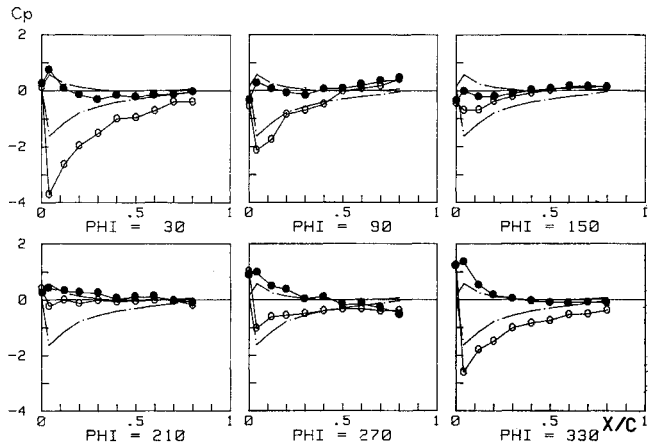 Cp
2
0
-2
-4
0 .5 1 0 .5 1 0 .5 1
PHI = 30 PHI = 90 PHI = 150
2
0
-2
-4
0 .5 1 0 .5 1 0 .5 X/C 1
PHI = 210 PHI = 270 PHI = 330